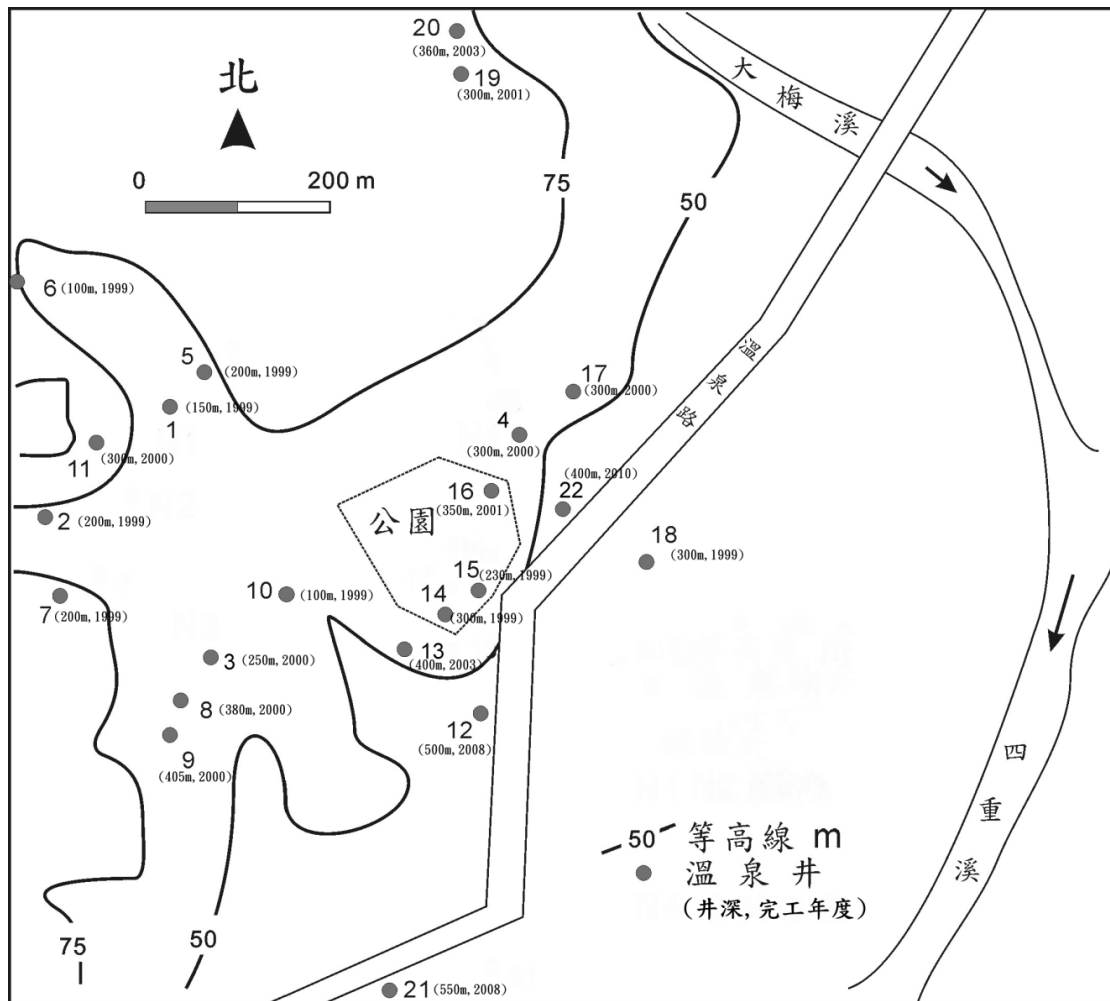 20
(360m, 2003)
19
(300m, 2001)
北
大梅溪
0 200 m
75
50
6 (100m, 1999)
5
(200m, 1999)
溫泉路
17
(300m, 2000)
1
(150m, 1999)
4
(300m, 2000)
11
(300m, 2000)
(400m, 2010)
22
16
(350m, 2001)
公園
2 (200m, 1999)
18
(300m, 1999)
15
(230m, 1999)
10 (100m, 1999)
14
(300m, 1999)
7
(200m, 1999)
13
(400m, 2003)
3 (250m, 2000)
8 (380m, 2000)
12
(500m, 2008)
9
(405m, 2000)
四重溪
50 等高線 m
溫泉井
(井深, 完工年度)
75
50
21 (550m, 2008)